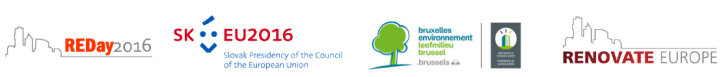 REDay2016
SK EU2016
Slovak Presidency of the Council
of the European Union
bruxelles
environnement
leefmilieu
brussel
.brussels
RENOVATE EUROPE